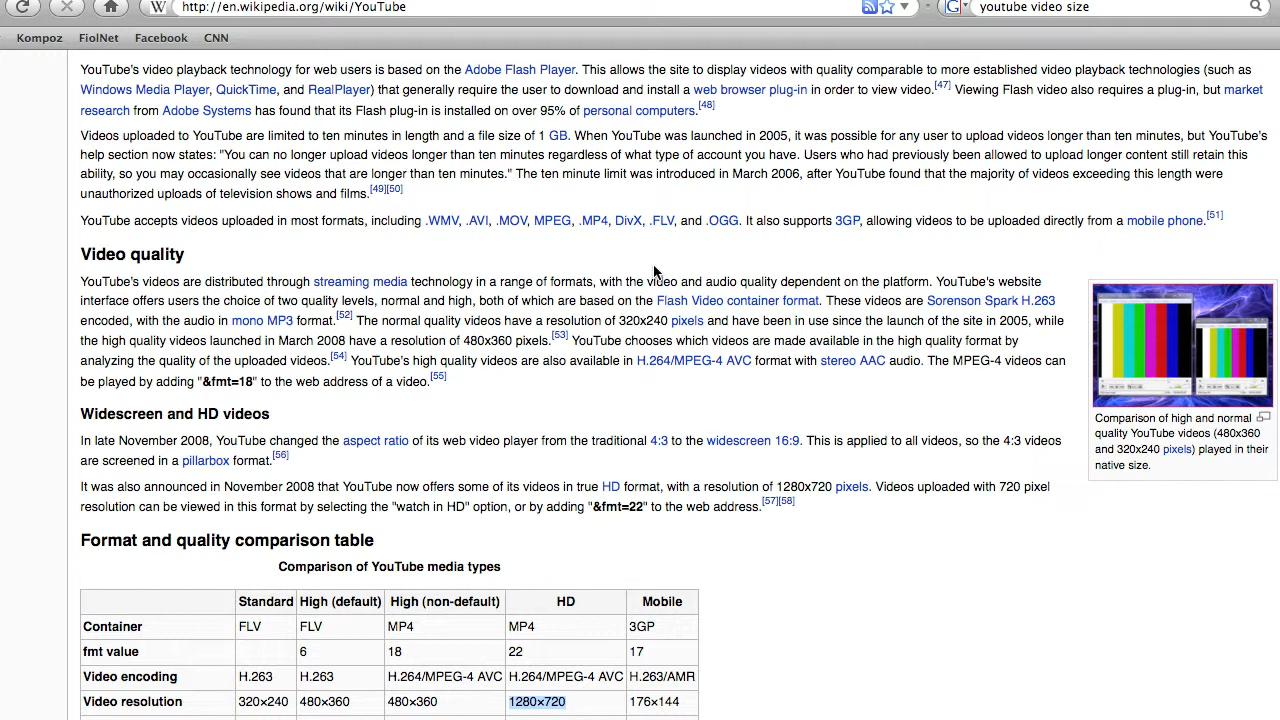 http://en.wikipedia.org/wiki/YouTube
youtube video size
Kompoz FiolNet Facebook CNN
YouTube's video playback technology for web users is based on the Adobe Flash Player. This allows the site to display videos with quality comparable to more established video playback technologies (such as
Windows Media Player, QuickTime, and RealPlayer) that generally require the user to download and install a web browser plug-in in order to view video.[47] Viewing Flash video also requires a plug-in, but market
research from Adobe Systems has found that its Flash plug-in is installed on over 95% of personal computers.[48]
Videos uploaded to YouTube are limited to ten minutes in length and a file size of 1 GB. When YouTube was launched in 2005, it was possible for any user to upload videos longer than ten minutes, but YouTube's
help section now states: "You can no longer upload videos longer than ten minutes regardless of what type of account you have. Users who had previously been allowed to upload longer content still retain this
ability, so you may occasionally see videos that are longer than ten minutes." The ten minute limit was introduced in March 2006, after YouTube found that the majority of videos exceeding this length were
unauthorized uploads of television shows and films.[49][50]
YouTube accepts videos uploaded in most formats, including .WMV, .AVI, .MOV, MPEG, .MP4, DivX, .FLV, and .OGG. It also supports 3GP, allowing videos to be uploaded directly from a mobile phone.[51]
Video quality
YouTube's videos are distributed through streaming media technology in a range of formats, with the video and audio quality dependent on the platform. YouTube's website
interface offers users the choice of two quality levels, normal and high, both of which are based on the Flash Video container format. These videos are Sorenson Spark H.263
encoded, with the audio in mono MP3 format.[52] The normal quality videos have a resolution of 320x240 pixels and have been in use since the launch of the site in 2005, while
the high quality videos launched in March 2008 have a resolution of 480x360 pixels.[53] YouTube chooses which videos are made available in the high quality format by
analyzing the quality of the uploaded videos.[54] YouTube's high quality videos are also available in H.264/MPEG-4 AVC format with stereo AAC audio. The MPEG-4 videos can
be played by adding "&fmt=18" to the web address of a video.[55]
Comparison of high and normal
quality YouTube videos (480x360
and 320x240 pixels) played in their
native size.
Widescreen and HD videos
In late November 2008, YouTube changed the aspect ratio of its web video player from the traditional 4:3 to the widescreen 16:9. This is applied to all videos, so the 4:3 videos
are screened in a pillarbox format.[56]
It was also announced in November 2008 that YouTube now offers some of its videos in true HD format, with a resolution of 1280x720 pixels. Videos uploaded with 720 pixel
resolution can be viewed in this format by selecting the "watch in HD" option, or by adding "&fmt=22" to the web address.[57][58]
Format and quality comparison table
Comparison of YouTube media types
Standard High (default) High (non-default) HD Mobile
Container FLV FLV MP4 MP4 3GP
fmt value 6 18 22 17
Video encoding H.263 H.263 H.264/MPEG-4 AVC H.264/MPEG-4 AVC H.263/AMR
Video resolution 320×240 480×360 480×360 1280×720 176×144